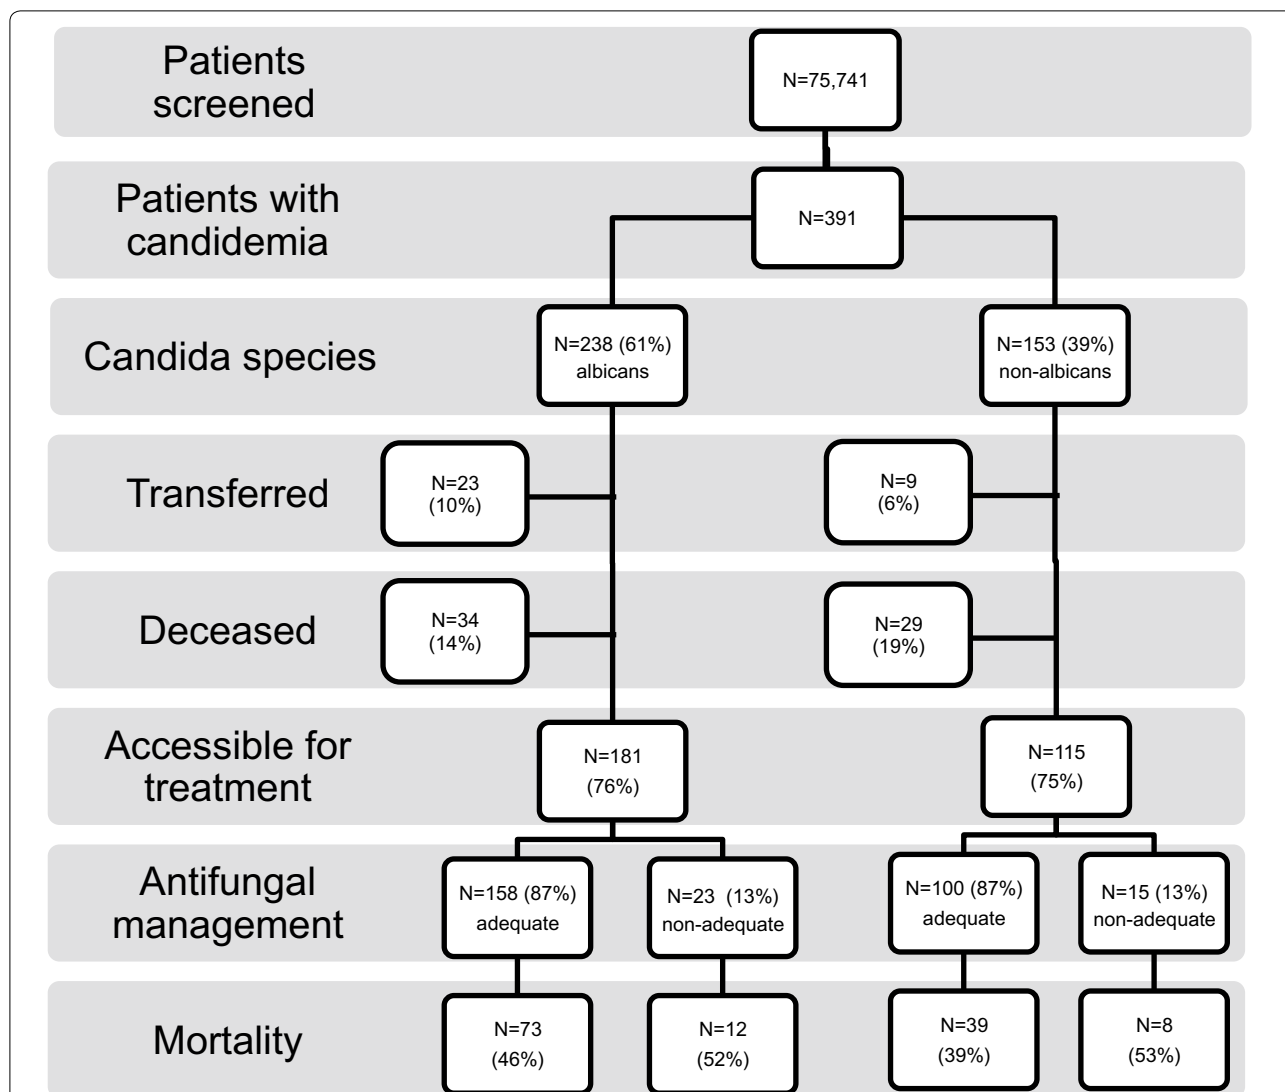 Patients
screened
N=75,741
Patients with
candidemia
N=391
Candida species
N=238 (61%)
albicans
N=153 (39%)
non-albicans
Transferred
N=23
(10%)
N=9
(6%)
Deceased
N=34
(14%)
N=29
(19%)
Accessible for
treatment
N=181
(76%)
N=115
(75%)
Antifungal
management
N=158 (87%)
adequate
N=23 (13%)
non-adequate
N=100 (87%)
adequate
N=15 (13%)
non-adequate
Mortality
N=73
(46%)
N=12
(52%)
N=39
(39%)
N=8
(53%)